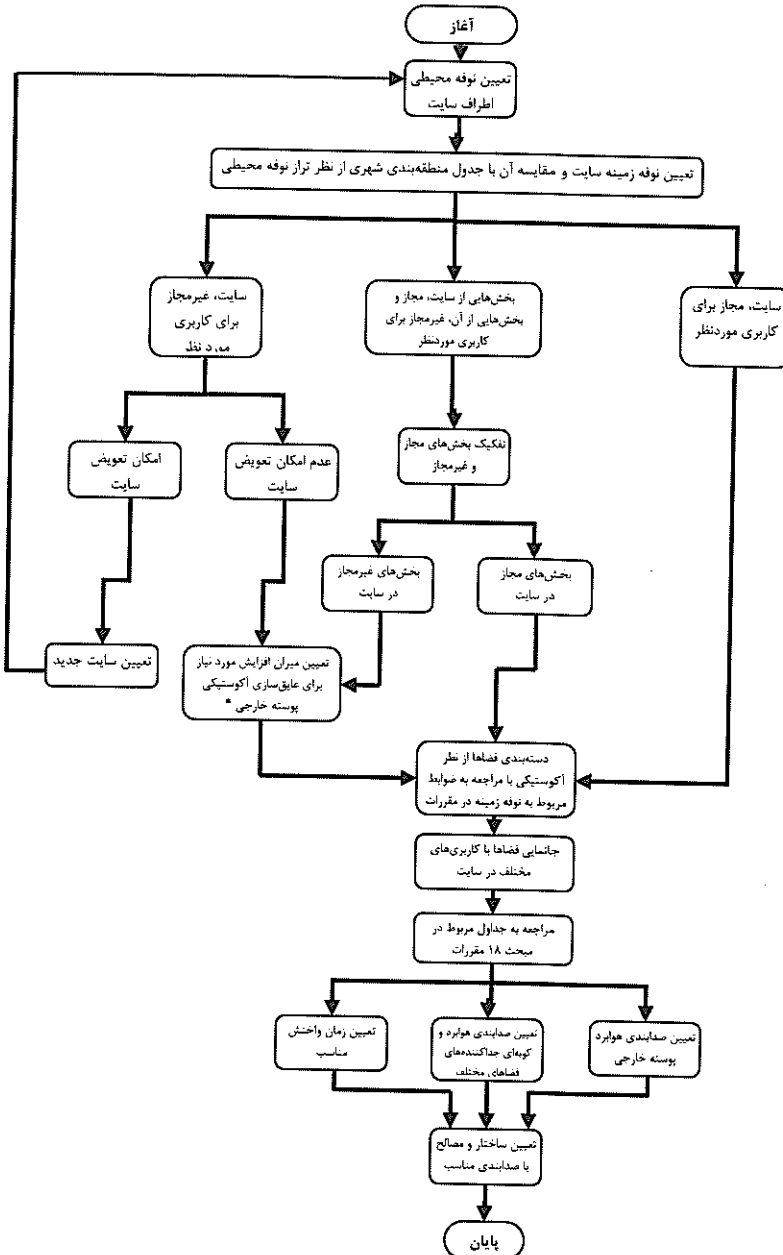 آغاز
تعیین نوفه محیطی
اطراف سایت
تعیین نوفه زمینه سایت و مقایسه آن با جدول منطقه‌بندی شهری از نظر تراز نوفه محیطی
سایت، مجاز برای
کاربری موردنظر
بخش‌هایی از سایت، مجاز و
بخش‌هایی از آن، غیرمجاز برای
کاربری موردنظر
سایت، غیرمجاز
برای کاربری
مورد نظر
تفکیک بخش‌های مجاز
و غیرمجاز
عدم امکان تعویض
سایت
امکان تعویض
سایت
بخش‌های مجاز
در سایت
بخش‌های غیرمجاز
در سایت
تعیین میزان افزایش مورد نیاز
برای عایق‌سازی آکوستیکی
پوسته خارجی *
تعیین سایت جدید
دسته‌بندی فضاها از نظر
آکوستیکی با مراجعه به ضوابط
مربوط به نوفه زمینه در مقررات
جانمایی فضاها با کاربری‌های
مختلف در سایت
مراجعه به جداول مربوط در
مبحث ۱۸ مقررات
تعیین صدابندی هوابرد
پوسته خارجی
تعیین صدابندی هوابرد و
کوبه‌ای جداکننده‌های
فضاهای مختلف
تعیین زمان واخنش
مناسب
تعیین ساختار و مصالح
با صدابندی مناسب
پایان